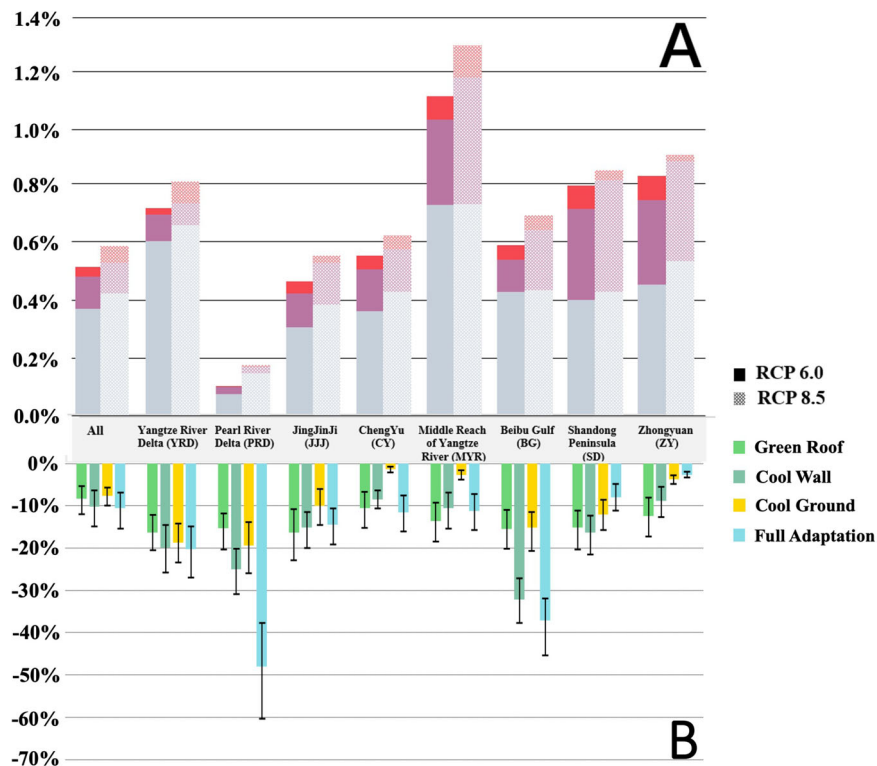 1.4%
A
1.2%
1.0%
0.8%
0.6%
0.4%
0.2%
0.0%
RCP 6.0
RCP 8.5
All
Yangtze River
Delta (YRD)
Pearl River
Delta (PRD)
JingJinJi
(JJJ)
ChengYu
(CY)
Middle Reach
of Yangtze
River (MYR)
Beibu Gulf
(BG)
Shandong
Peninsula
(SD)
Zhongyuan
(ZY)
Green Roof
Cool Wall
Cool Ground
Full Adaptation
0%
-10%
-20%
-30%
-40%
-50%
-60%
-70%
B